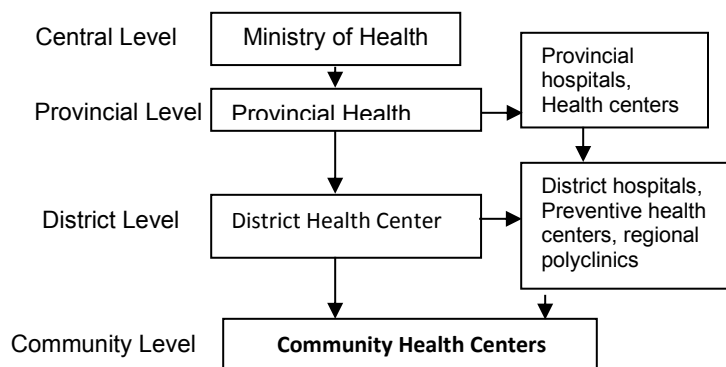 Central Level
Ministry of Health
Provincial
hospitals,
Health centers
Provincial Level
Provincial Health
District Level
District Health Center
District hospitals,
Preventive health
centers, regional
polyclinics
Community Level
Community Health Centers